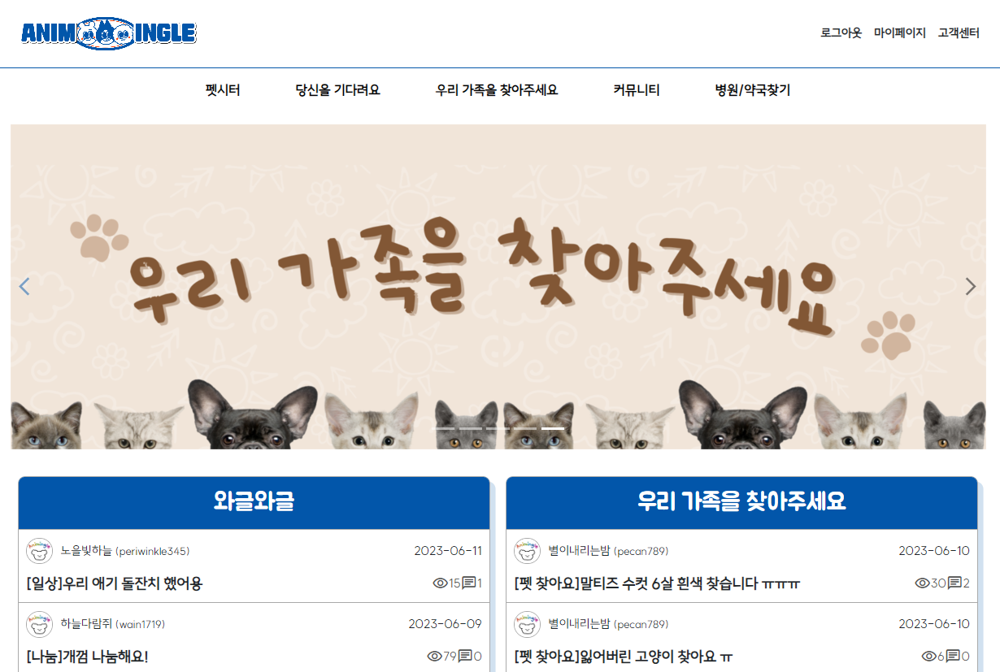 ANIM INGLE
로그아웃 마이페이지 고객센터
펫시터 당신을 기다려요 우리 가족을 찾아주세요 커뮤니티 병원/약국찾기
우리 가족을 찾아주세요
와글와글
노을빛하늘 (periwinkle345) 2023-06-11
[일상]우리 애기 돌잔치 했어용 15 1
하늘다람쥐 (wain1719) 2023-06-09
[나눔]개껌 나눔해요! 79 0
우리 가족을 찾아주세요
별이내리는밤 (pecan789) 2023-06-10
[펫 찾아요]말티즈 수컷 6살 흰색 찾습니다 ㅠㅠㅠ 30 2
별이내리는밤 (pecan789) 2023-06-10
[펫 찾아요]잃어버린 고양이 찾아요 ㅠ 6 0